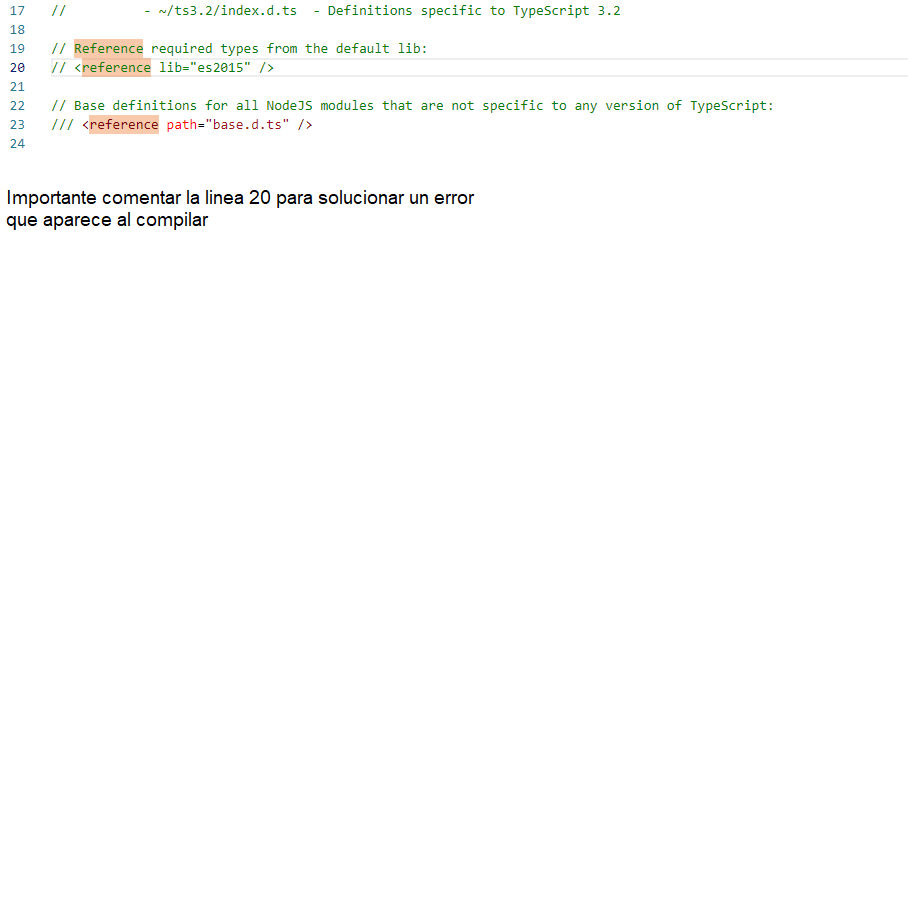 17 //          - ~/ts3.2/index.d.ts  - Definitions specific to TypeScript 3.2
18
19 // Reference required types from the default lib:
20 // <reference lib="es2015" />
21
22 // Base definitions for all NodeJS modules that are not specific to any version of TypeScript:
23 /// <reference path="base.d.ts" />
24
Importante comentar la linea 20 para solucionar un error
que aparece al compilar